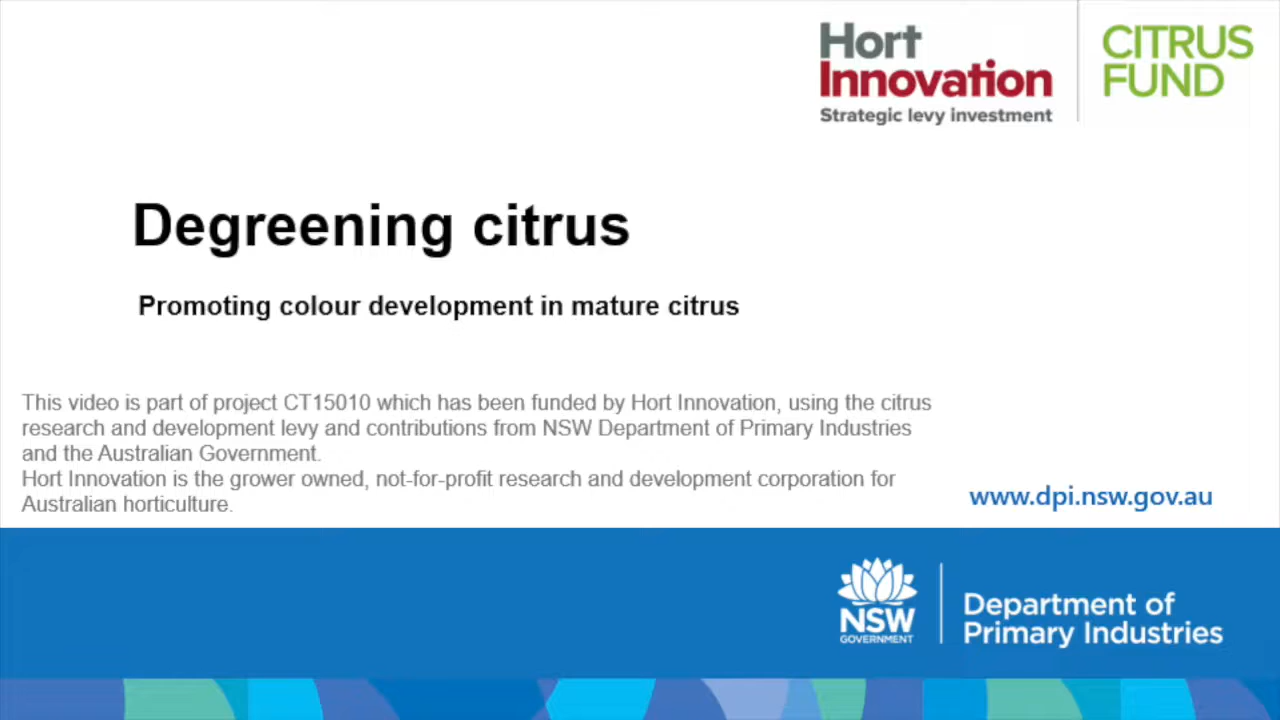 Hort
Innovation
Strategic levy investment
CITRUS
FUND
Degreening citrus
Promoting colour development in mature citrus
This video is part of project CT15010 which has been funded by Hort Innovation, using the citrus
research and development levy and contributions from NSW Department of Primary Industries
and the Australian Government.
Hort Innovation is the grower owned, not-for-profit research and development corporation for
Australian horticulture.
www.dpi.nsw.gov.au
NSW
GOVERNMENT
Department of
Primary Industries